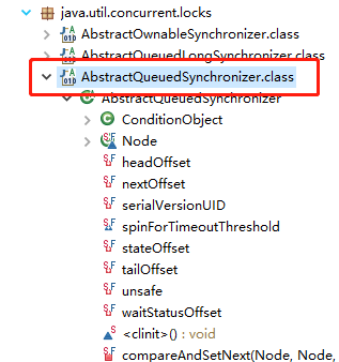 java.util.concurrent.locks
AbstractOwnableSynchronizer.class
AbstractQueuedLongSynchronizer.class
AbstractQueuedSynchronizer.class
AbstractQueuedSynchronizer
ConditionObject
Node
headOffset
nextOffset
serialVersionUID
spinForTimeoutThreshold
stateOffset
tailOffset
unsafe
waitStatusOffset
<clinit>() : void
compareAndSetNext(Node, Node,